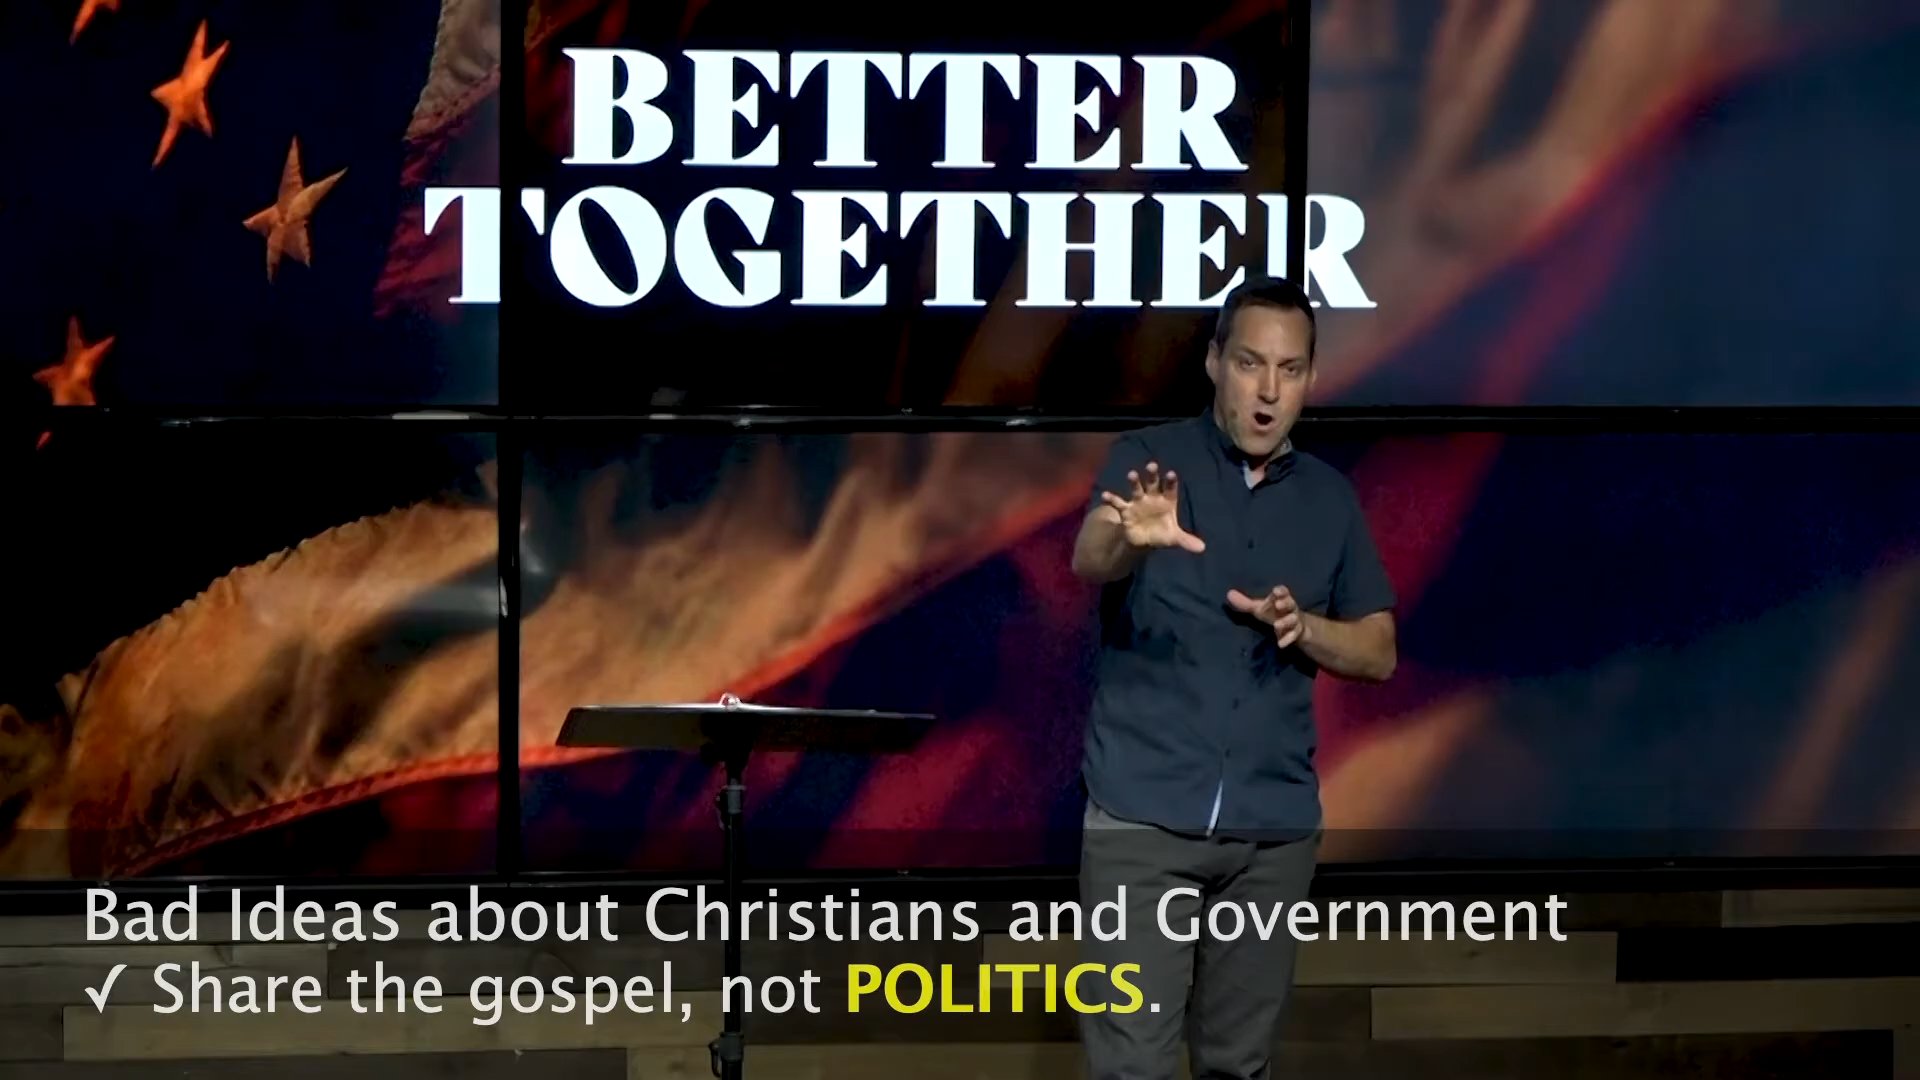 BETTER
TOGETHER
Bad Ideas about Christians and Government
✓ Share the gospel, not POLITICS.